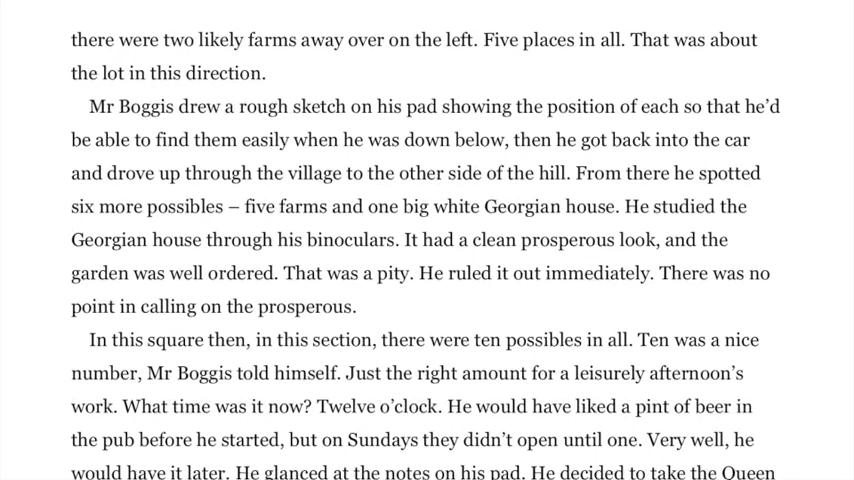 there were two likely farms away over on the left. Five places in all. That was about
the lot in this direction.
Mr Boggis drew a rough sketch on his pad showing the position of each so that he’d
be able to find them easily when he was down below, then he got back into the car
and drove up through the village to the other side of the hill. From there he spotted
six more possibles – five farms and one big white Georgian house. He studied the
Georgian house through his binoculars. It had a clean prosperous look, and the
garden was well ordered. That was a pity. He ruled it out immediately. There was no
point in calling on the prosperous.
In this square then, in this section, there were ten possibles in all. Ten was a nice
number, Mr Boggis told himself. Just the right amount for a leisurely afternoon’s
work. What time was it now? Twelve o’clock. He would have liked a pint of beer in
the pub before he started, but on Sundays they didn’t open until one. Very well, he
would have it later. He glanced at the notes on his pad. He decided to take the Queen